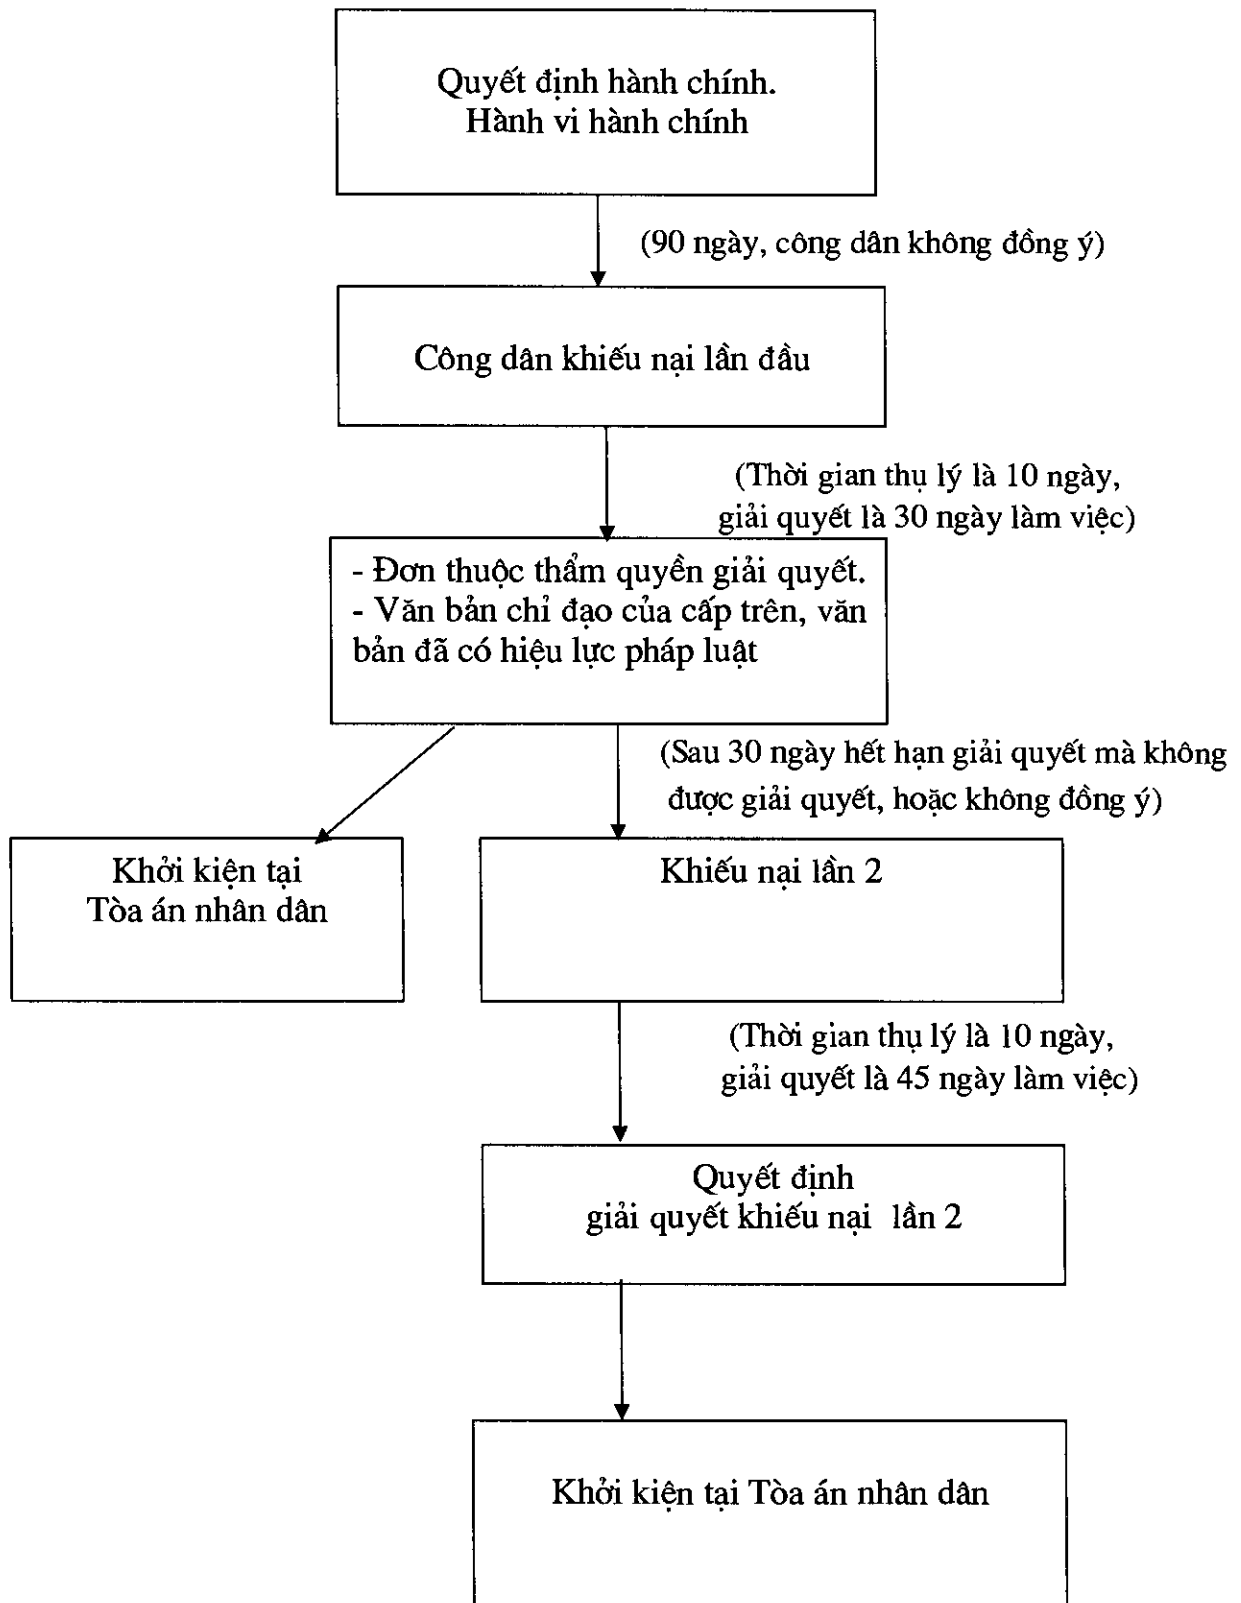 Quyết định hành chính.
Hành vi hành chính
(90 ngày, công dân không đồng ý)
Công dân khiếu nại lần đầu
(Thời gian thụ lý là 10 ngày,
giải quyết là 30 ngày làm việc)
- Đơn thuộc thẩm quyền giải quyết.
- Văn bản chỉ đạo của cấp trên, văn
bản đã có hiệu lực pháp luật
(Sau 30 ngày hết hạn giải quyết mà không
được giải quyết, hoặc không đồng ý)
Khởi kiện tại
Tòa án nhân dân
Khiếu nại lần 2
(Thời gian thụ lý là 10 ngày,
giải quyết là 45 ngày làm việc)
Quyết định
giải quyết khiếu nại lần 2
Khởi kiện tại Tòa án nhân dân